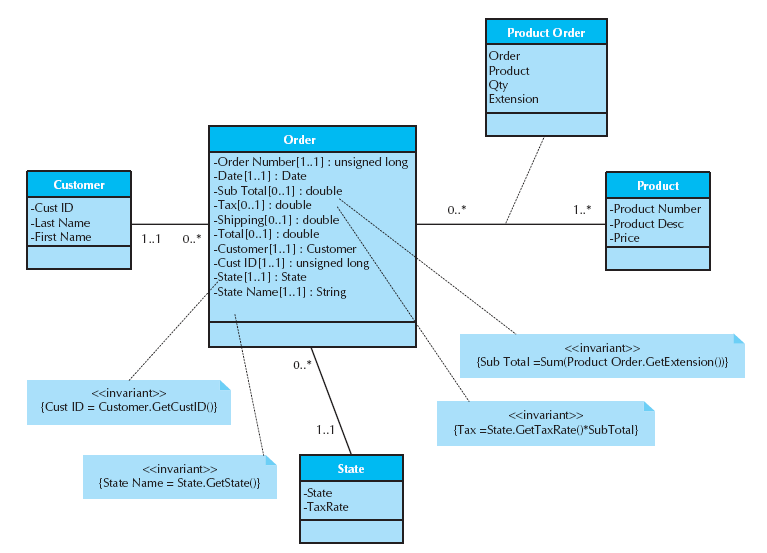 Product Order
Order
Product
Qty
Extension
Order
-Order Number[1..1] : unsigned long
-Date[1..1] : Date
-Sub Total[0..1] : double
-Tax[0..1] : double
-Shipping[0..1] : double
-Total[0..1] : double
-Customer[1..1] : Customer
-Cust ID[1..1] : unsigned long
-State[1..1] : State
-State Name[1..1] : String
Customer
-Cust ID
-Last Name
-First Name
1..1
0..*
0..*
1..*
Product
-Product Number
-Product Desc
-Price
<<invariant>>
{Sub Total =Sum(Product Order.GetExtension())}
0..*
<<invariant>>
{Cust ID = Customer.GetCustID()}
<<invariant>>
{Tax =State.GetTaxRate()*SubTotal}
1..1
<<invariant>>
{State Name = State.GetState()}
State
-State
-TaxRate